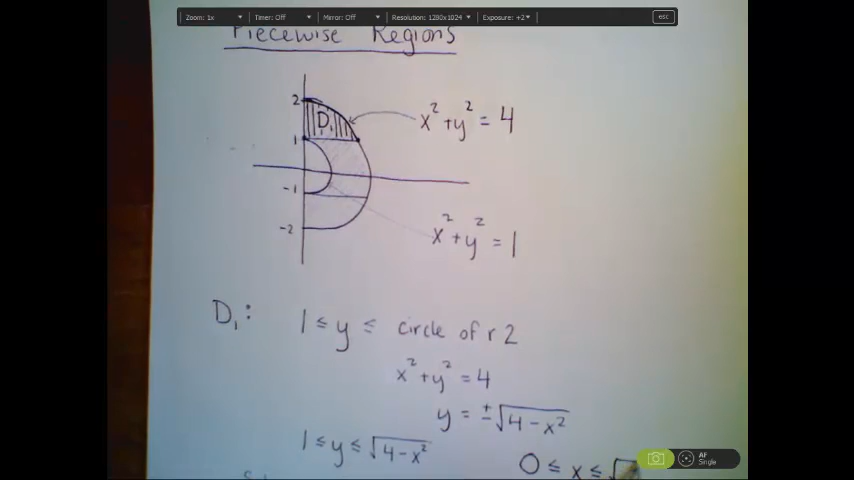 Zoom: 1x Timer: Off Mirror: Off Resolution: 1280x1024 Exposure: +2 esc
Piecewise Regions
2
D₁
x² + y² = 4
1
-1
x² + y² = 1
-2
D₁: 1 ≤ y ≤ circle of r 2
x² + y² = 4
y = ±√4 - x²
1 ≤ y ≤ √4 - x²
0 ≤ x ≤ √
AF
Single